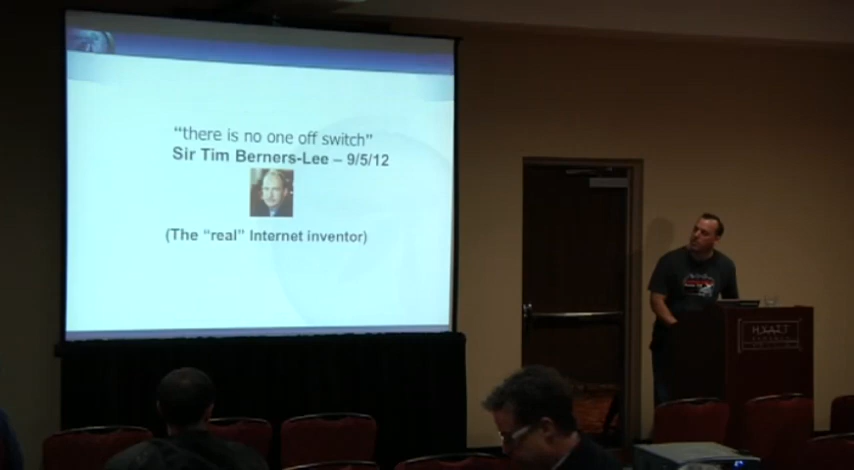 “there is no one off switch”
Sir Tim Berners-Lee – 9/5/12
(The “real” Internet inventor)
HYATT